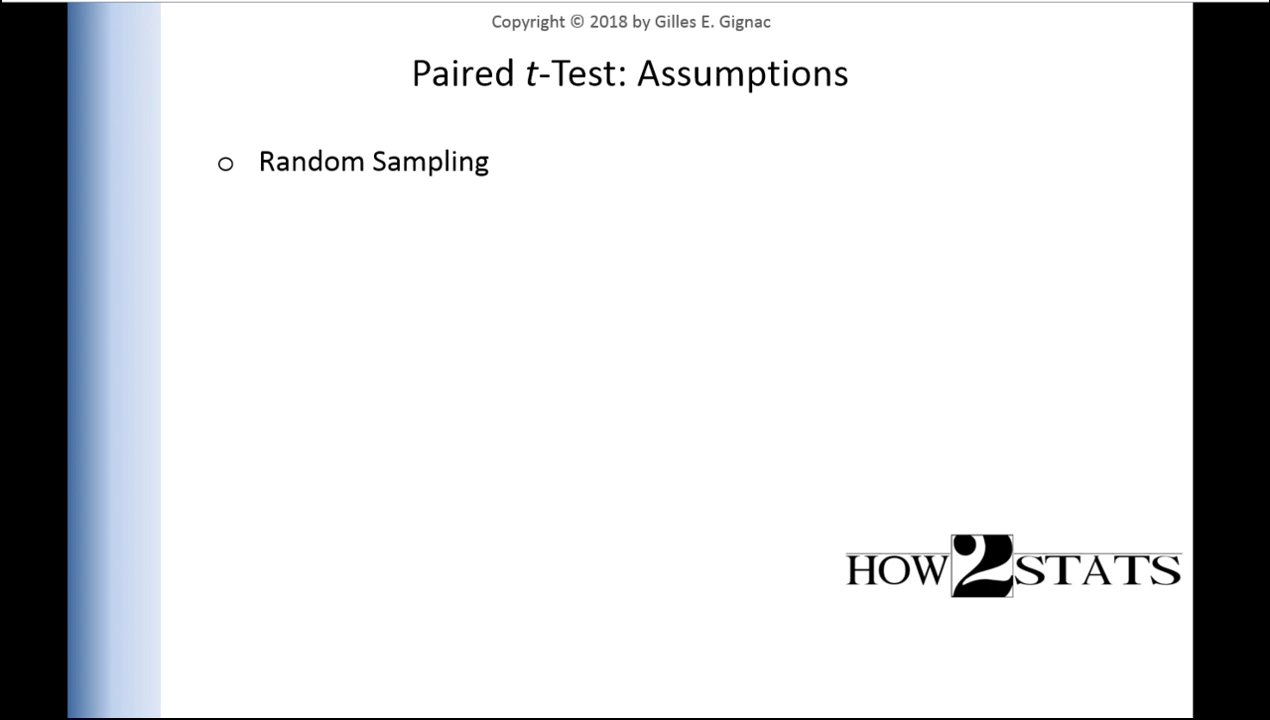 Copyright © 2018 by Gilles E. Gignac
Paired t-Test: Assumptions
o Random Sampling
HOW2STATS